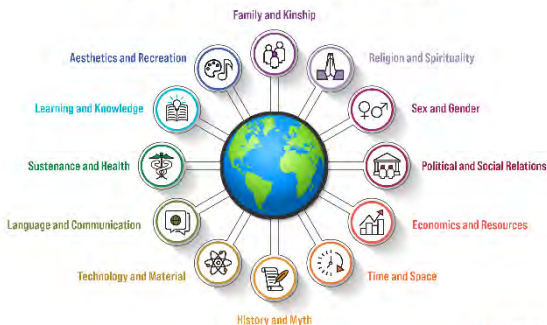 Family and Kinship
Aesthetics and Recreation
Religion and Spirituality
Learning and Knowledge
Sex and Gender
Sustenance and Health
Political and Social Relations
Language and Communication
Economics and Resources
Technology and Material
Time and Space
History and Myth